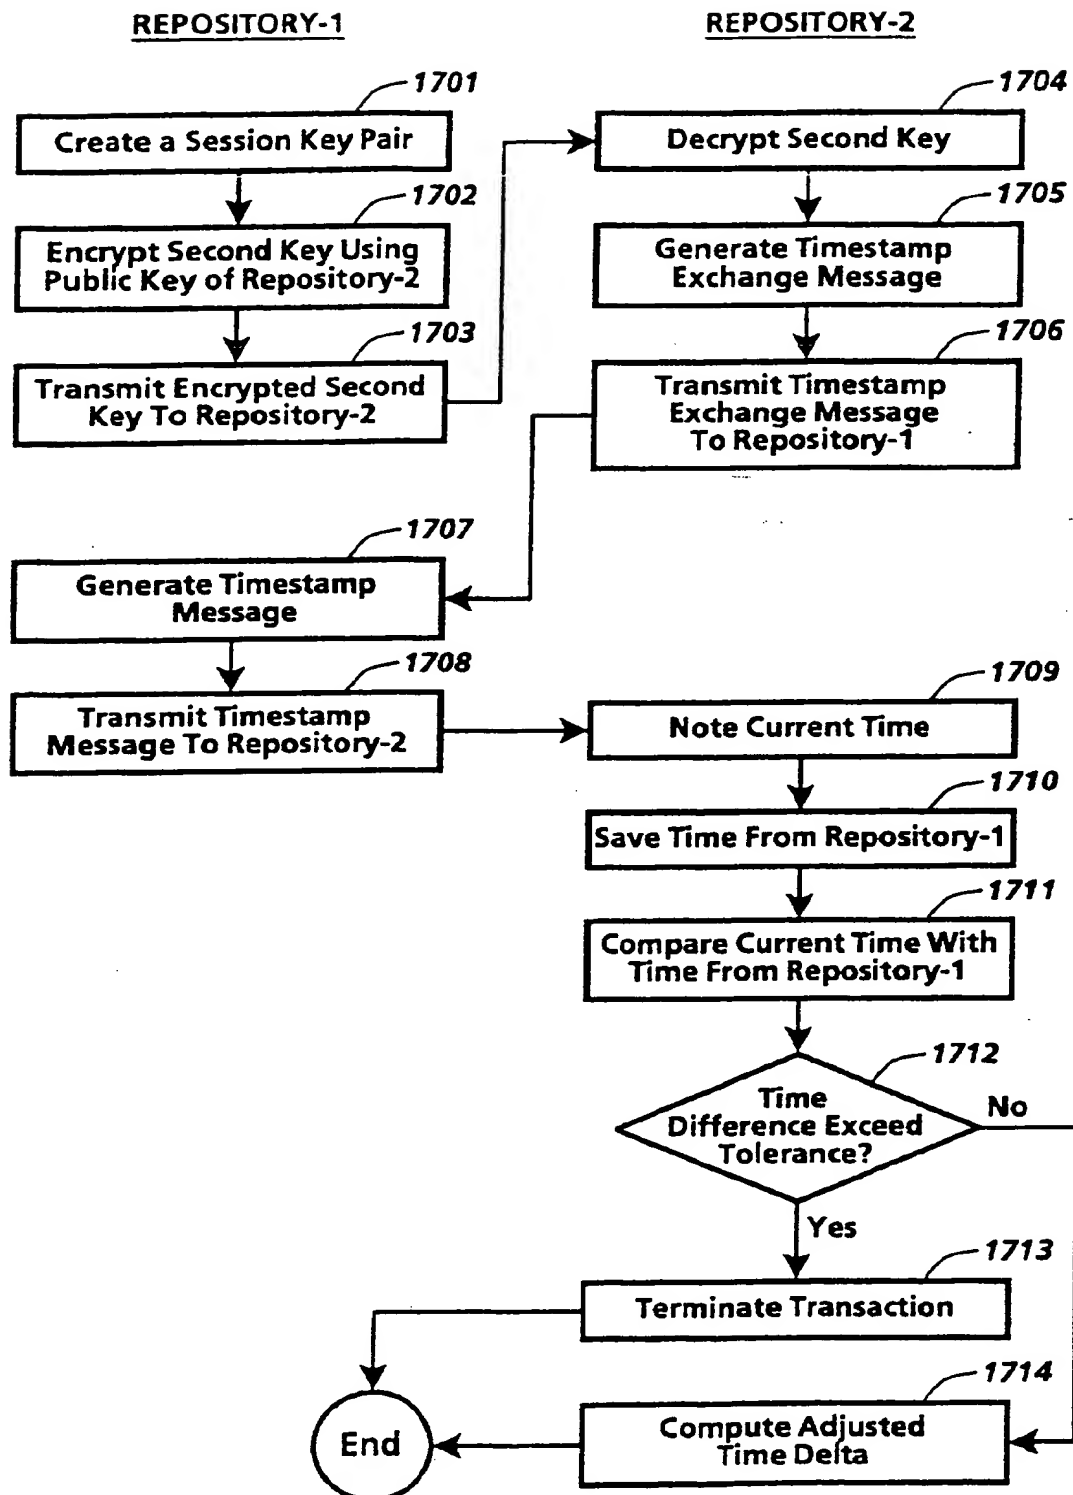 REPOSITORY-1
REPOSITORY-2
1701
Create a Session Key Pair
1702
Encrypt Second Key Using
Public Key of Repository-2
1703
Transmit Encrypted Second
Key To Repository-2
1704
Decrypt Second Key
1705
Generate Timestamp
Exchange Message
1706
Transmit Timestamp
Exchange Message
To Repository-1
1707
Generate Timestamp
Message
1708
Transmit Timestamp
Message To Repository-2
1709
Note Current Time
1710
Save Time From Repository-1
1711
Compare Current Time With
Time From Repository-1
1712
Time
Difference Exceed
Tolerance?
No
Yes
1713
Terminate Transaction
1714
Compute Adjusted
Time Delta
End